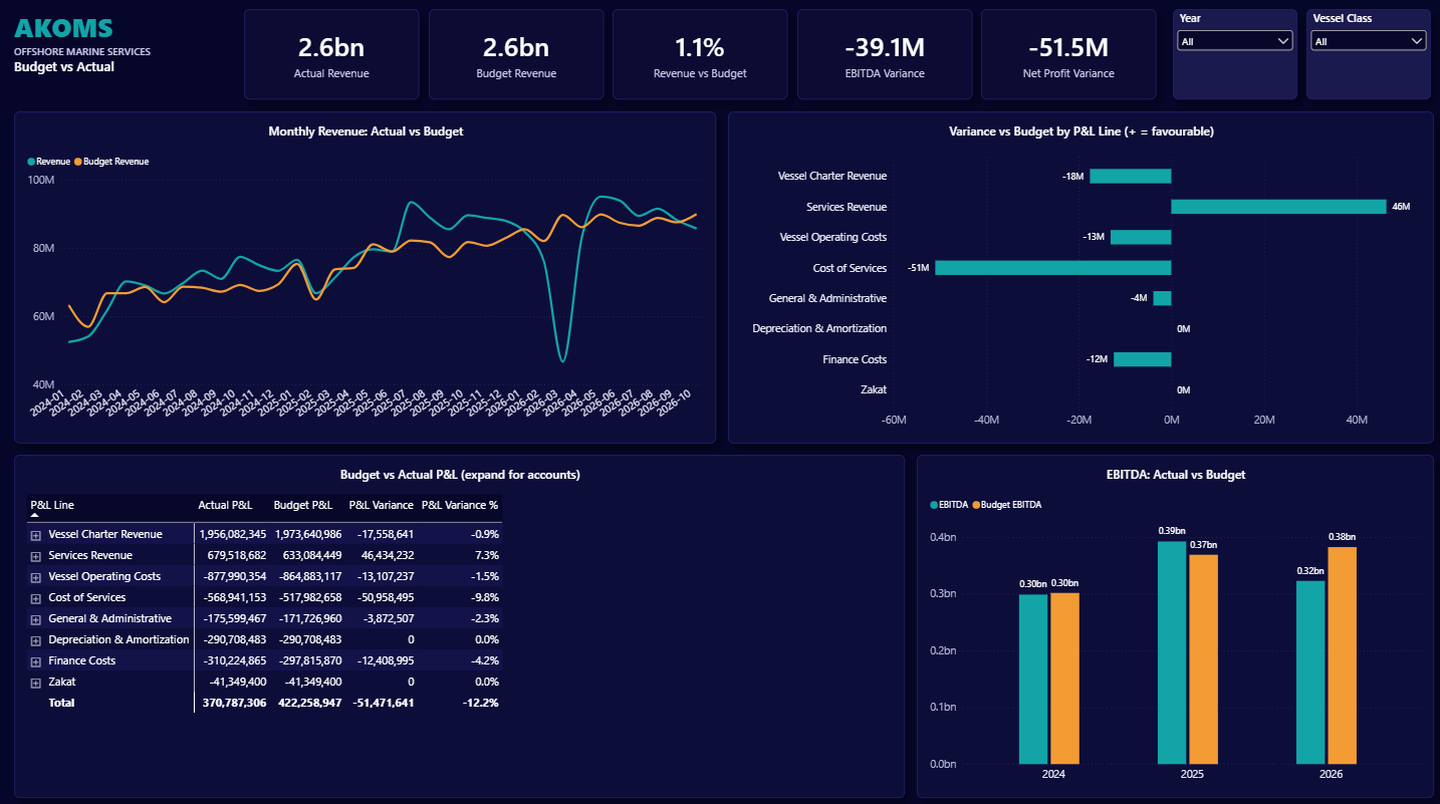 AKOMS
OFFSHORE MARINE SERVICES
Budget vs Actual
2.6bn
Actual Revenue
2.6bn
Budget Revenue
1.1%
Revenue vs Budget
-39.1M
EBITDA Variance
-51.5M
Net Profit Variance
Year
All
Vessel Class
All
Monthly Revenue: Actual vs Budget
Revenue Budget Revenue
100M
80M
60M
40M
2024-01 2024-02 2024-03 2024-04 2024-05 2024-06 2024-07 2024-08 2024-09 2024-10 2024-11 2024-12 2025-01 2025-02 2025-03 2025-04 2025-05 2025-06 2025-07 2025-08 2025-09 2025-10 2025-11 2025-12 2026-01 2026-02 2026-03 2026-04 2026-05 2026-06 2026-07 2026-08 2026-09 2026-10
Variance vs Budget by P&L Line (+ = favourable)
Vessel Charter Revenue -18M
Services Revenue 46M
Vessel Operating Costs -13M
Cost of Services -51M
General & Administrative -4M
Depreciation & Amortization 0M
Finance Costs -12M
Zakat 0M
-60M -40M -20M 0M 20M 40M
Budget vs Actual P&L (expand for accounts)
P&L Line Actual P&L Budget P&L P&L Variance P&L Variance %
Vessel Charter Revenue 1,956,082,345 1,973,640,986 -17,558,641 -0.9%
Services Revenue 679,518,682 633,084,449 46,434,232 7.3%
Vessel Operating Costs -877,990,354 -864,883,117 -13,107,237 -1.5%
Cost of Services -568,941,153 -517,982,658 -50,958,495 -9.8%
General & Administrative -175,599,467 -171,726,960 -3,872,507 -2.3%
Depreciation & Amortization -290,708,483 -290,708,483 0 0.0%
Finance Costs -310,224,865 -297,815,870 -12,408,995 -4.2%
Zakat -41,349,400 -41,349,400 0 0.0%
Total 370,787,306 422,258,947 -51,471,641 -12.2%
EBITDA: Actual vs Budget
EBITDA Budget EBITDA
0.4bn
0.3bn
0.2bn
0.1bn
0.0bn
0.30bn 0.30bn
0.39bn 0.37bn
0.32bn 0.38bn
2024 2025 2026